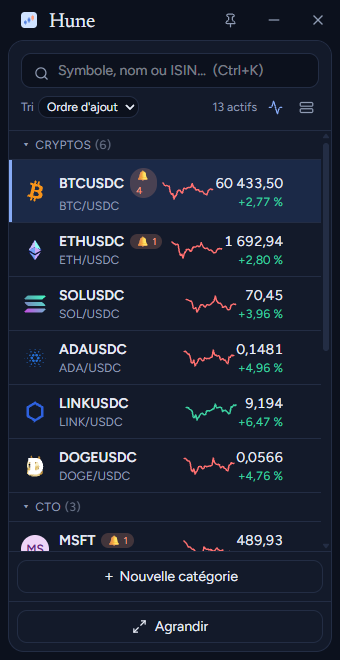 Hune
Symbole, nom ou ISIN... (Ctrl+K)
Tri Ordre d'ajout 13 actifs
CRYPTOS (6)
BTCUSDC 4 60 433,50
BTC/USDC +2,77 %
ETHUSDC 1 1 692,94
ETH/USDC +2,80 %
SOLUSDC 70,45
SOL/USDC +3,96 %
ADAUSDC 0,1481
ADA/USDC +4,96 %
LINKUSDC 9,194
LINK/USDC +6,47 %
DOGEUSDC 0,0566
DOGE/USDC +4,76 %
CTO (3)
MS MSFT 1 489,93
+ Nouvelle catégorie
Agrandir